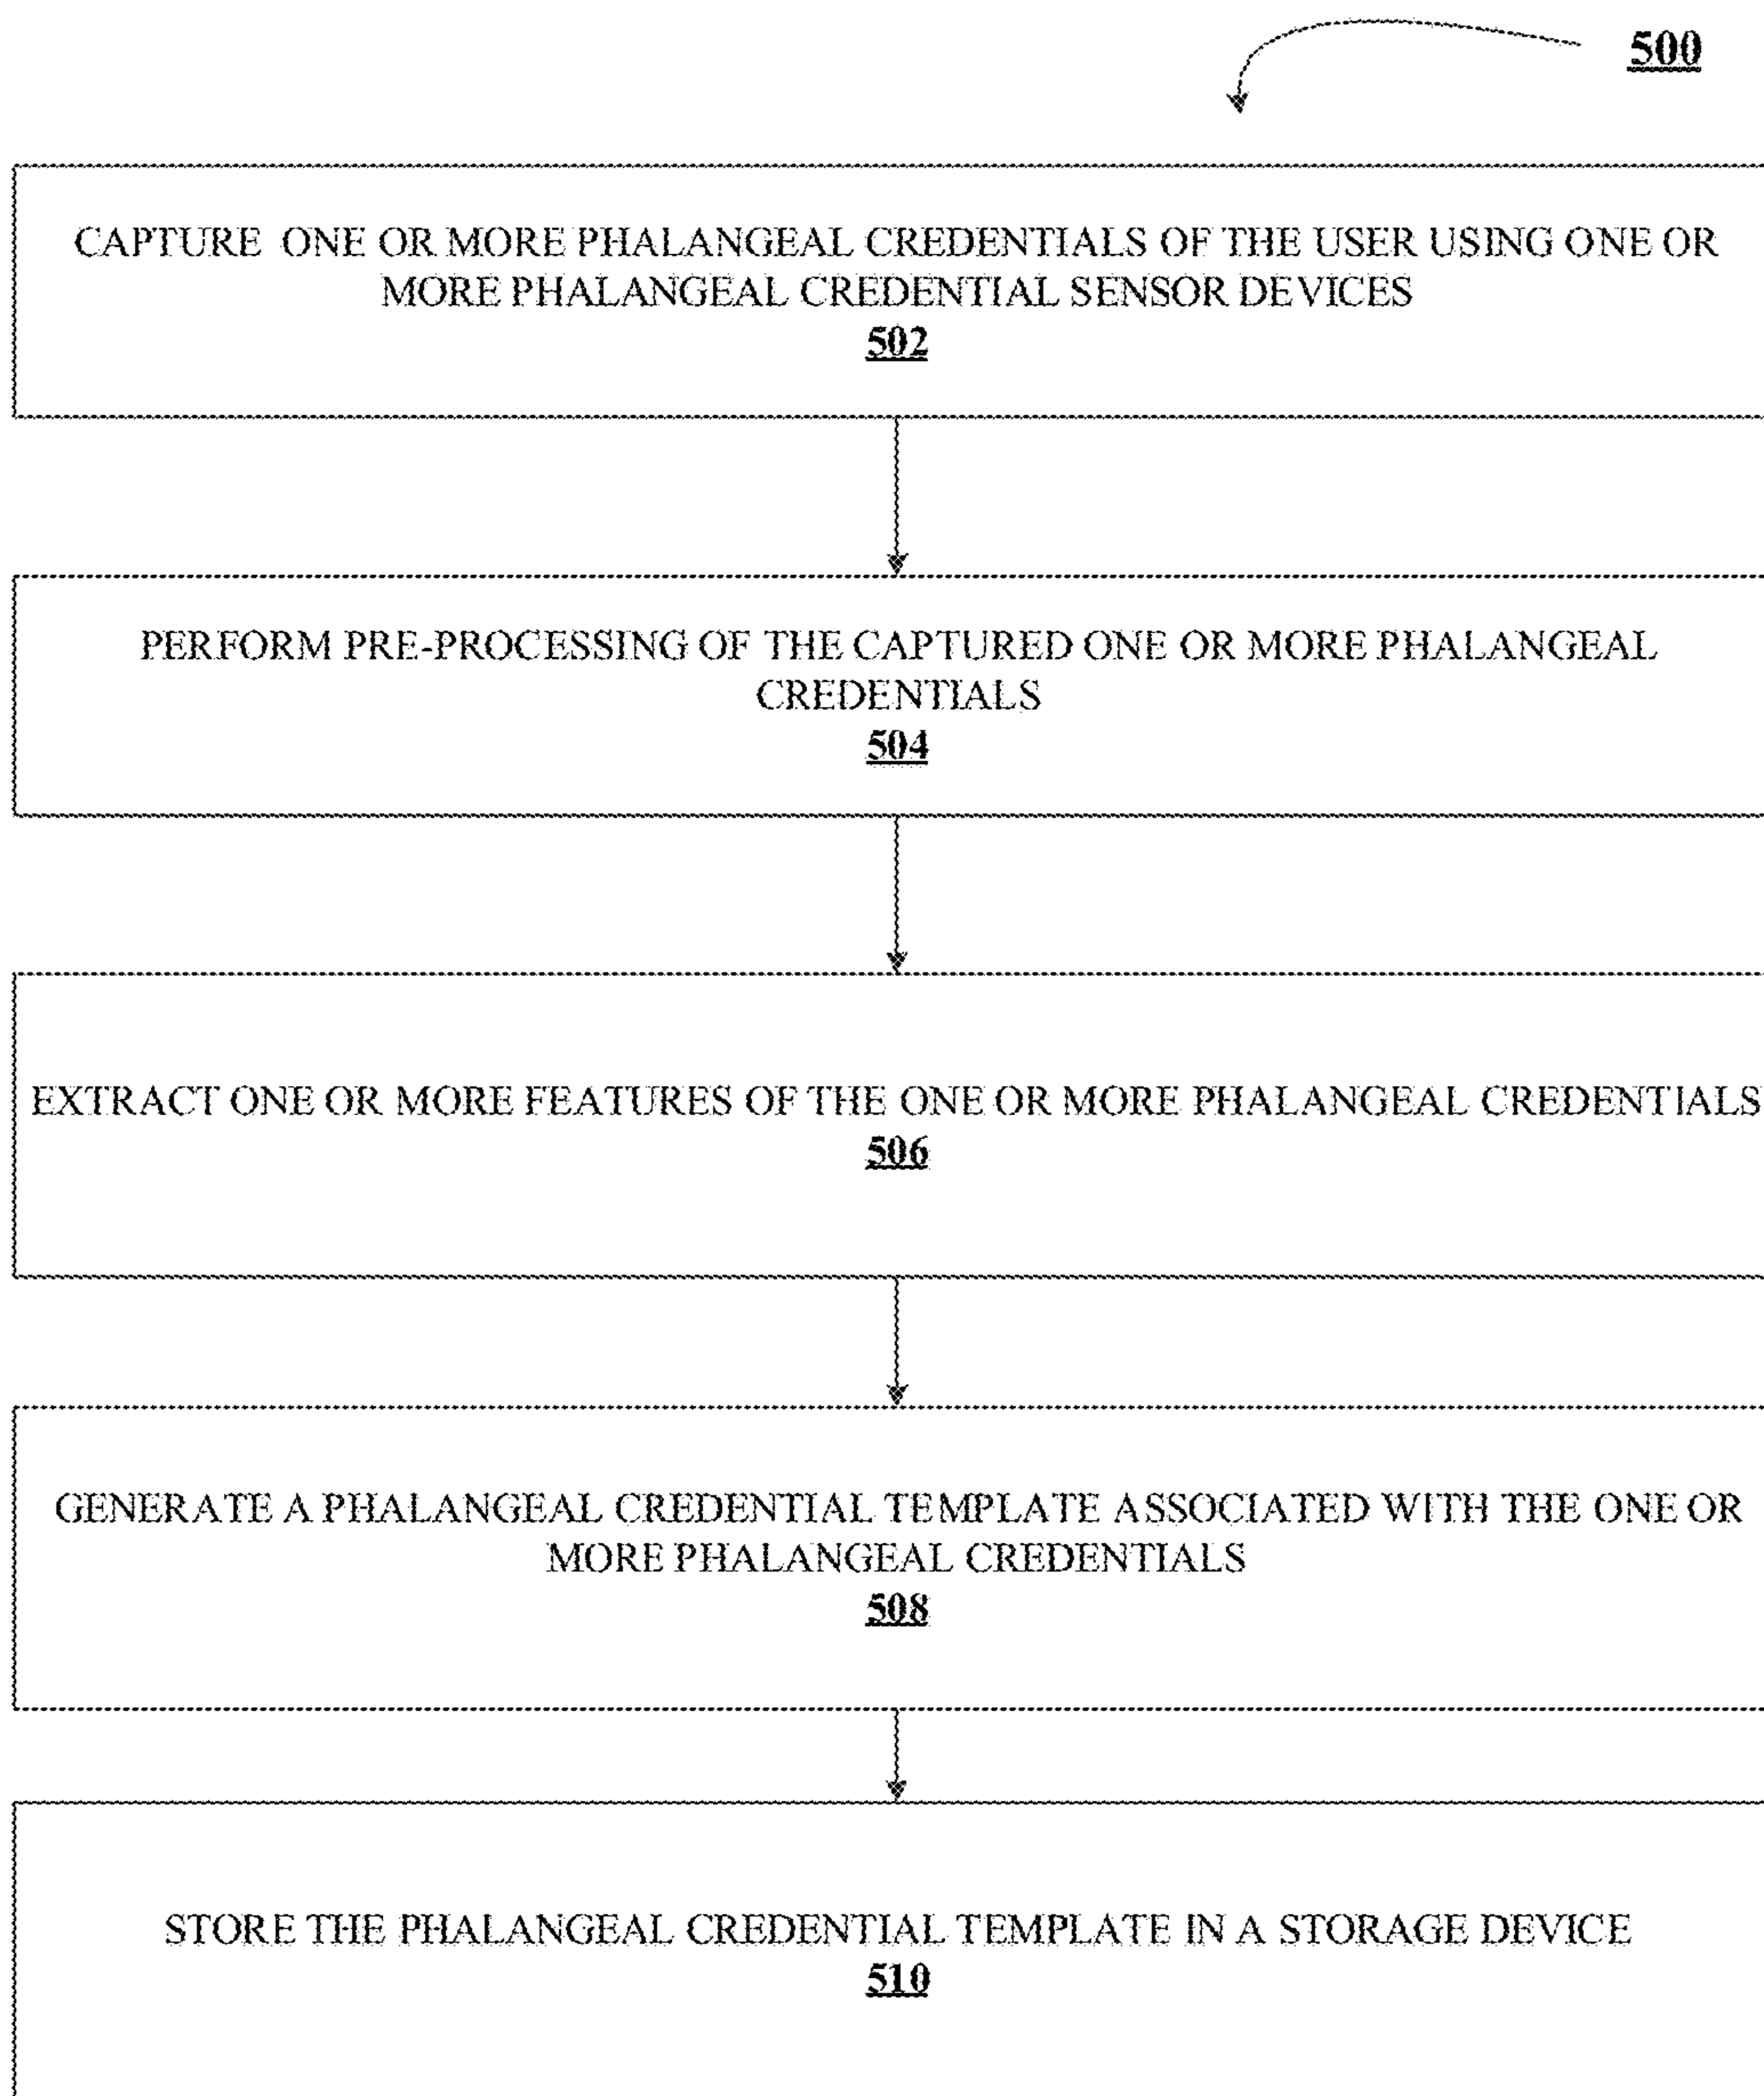 500
CAPTURE ONE OR MORE PHALANGEAL CREDENTIALS OF THE USER USING ONE OR
MORE PHALANGEAL CREDENTIAL SENSOR DEVICES
502
PERFORM PRE-PROCESSING OF THE CAPTURED ONE OR MORE PHALANGEAL
CREDENTIALS
504
EXTRACT ONE OR MORE FEATURES OF THE ONE OR MORE PHALANGEAL CREDENTIALS
506
GENERATE A PHALANGEAL CREDENTIAL TEMPLATE ASSOCIATED WITH THE ONE OR
MORE PHALANGEAL CREDENTIALS
508
STORE THE PHALANGEAL CREDENTIAL TEMPLATE IN A STORAGE DEVICE
510